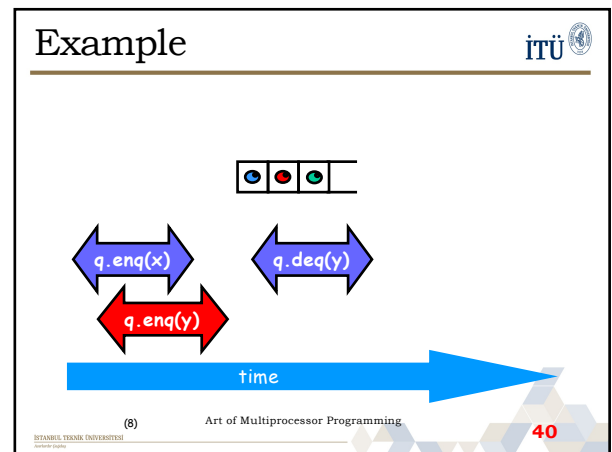 Example
İTÜ
q.enq(x)
q.deq(y)
q.enq(y)
time
(8)
Art of Multiprocessor Programming
40
İSTANBUL TEKNİK ÜNİVERSİTESİ